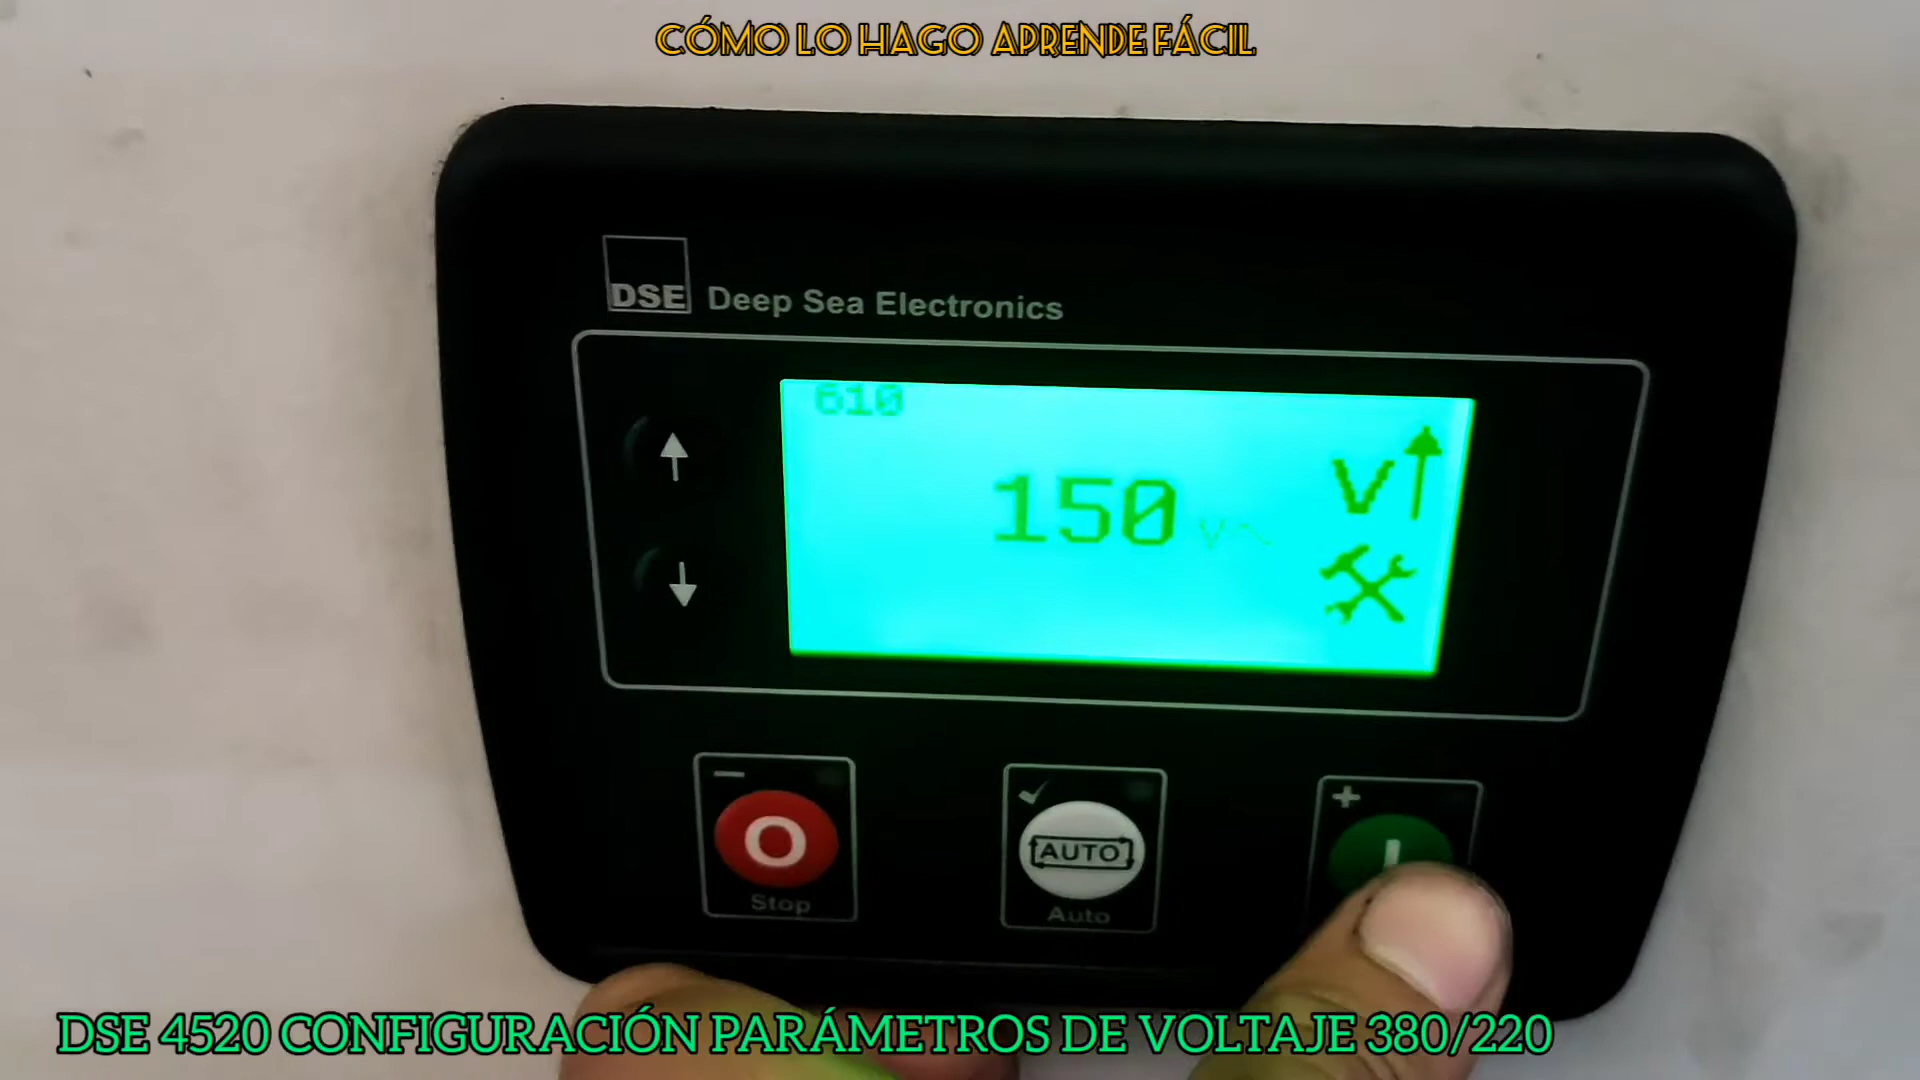 CÓMO LO HAGO APRENDE FÁCIL
DSE Deep Sea Electronics
610
150 V~
V
Stop
AUTO
Auto
DSE 4520 CONFIGURACIÓN PARÁMETROS DE VOLTAJE 380/220